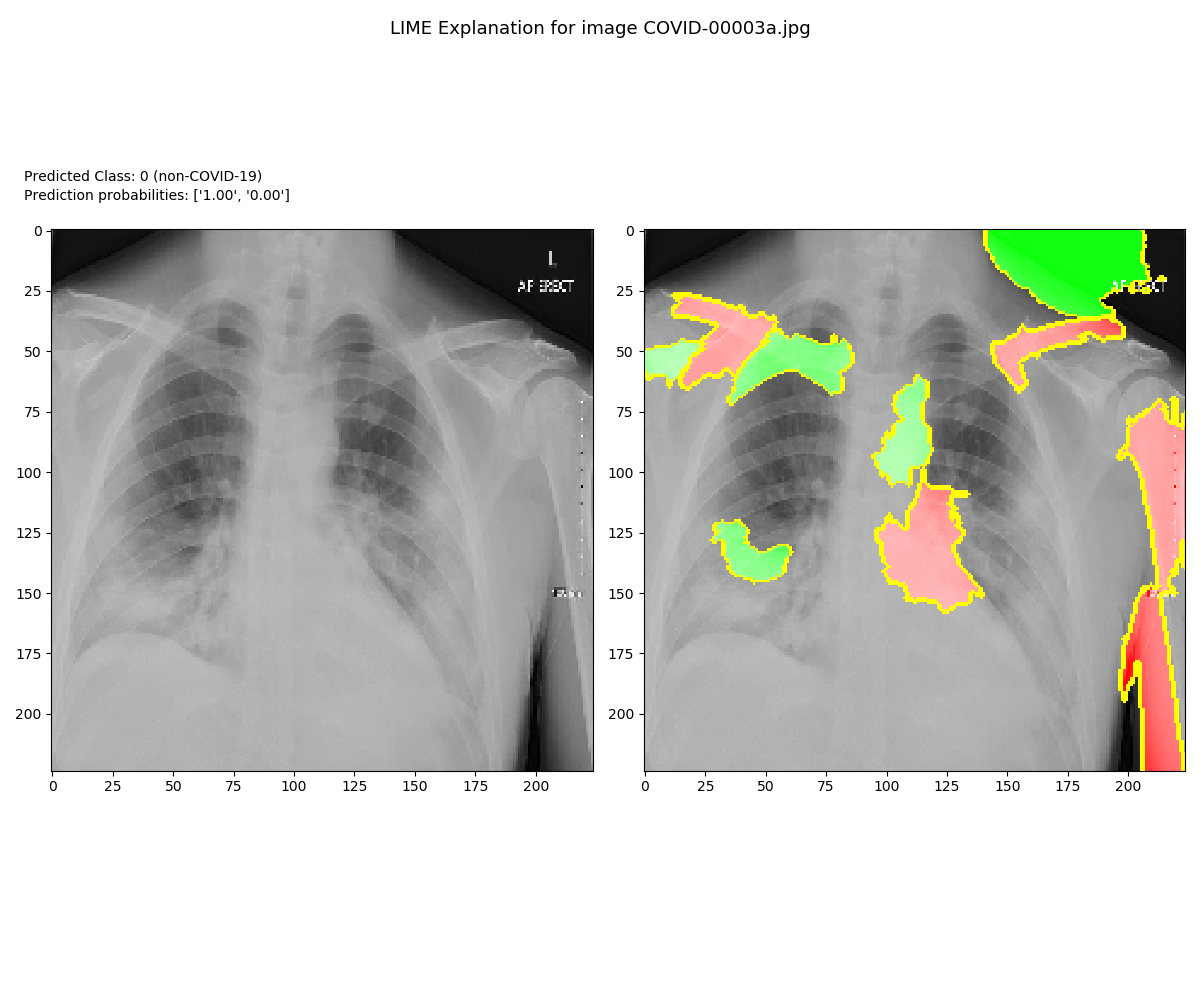 LIME Explanation for image COVID-00003a.jpg
Predicted Class: 0 (non-COVID-19)
Prediction probabilities: ['1.00', '0.00']
0
25
50
75
100
125
150
175
200
0 25 50 75 100 125 150 175 200
L
AP ERECT
0
25
50
75
100
125
150
175
200
0 25 50 75 100 125 150 175 200